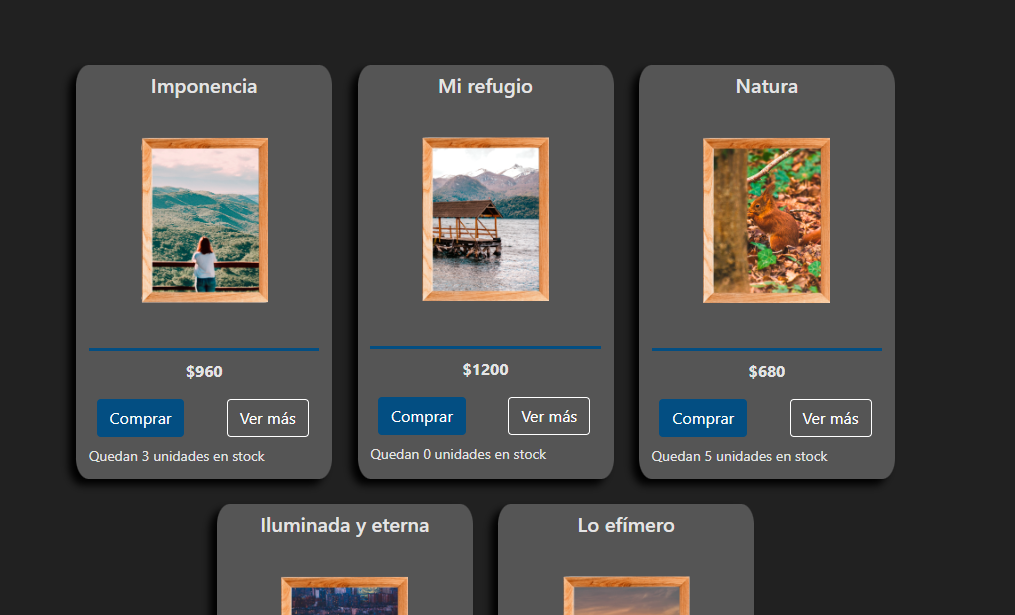 Imponencia
Mi refugio
Natura
$960
$1200
$680
Comprar
Ver más
Comprar
Ver más
Comprar
Ver más
Quedan 3 unidades en stock
Quedan 0 unidades en stock
Quedan 5 unidades en stock
Iluminada y eterna
Lo efímero